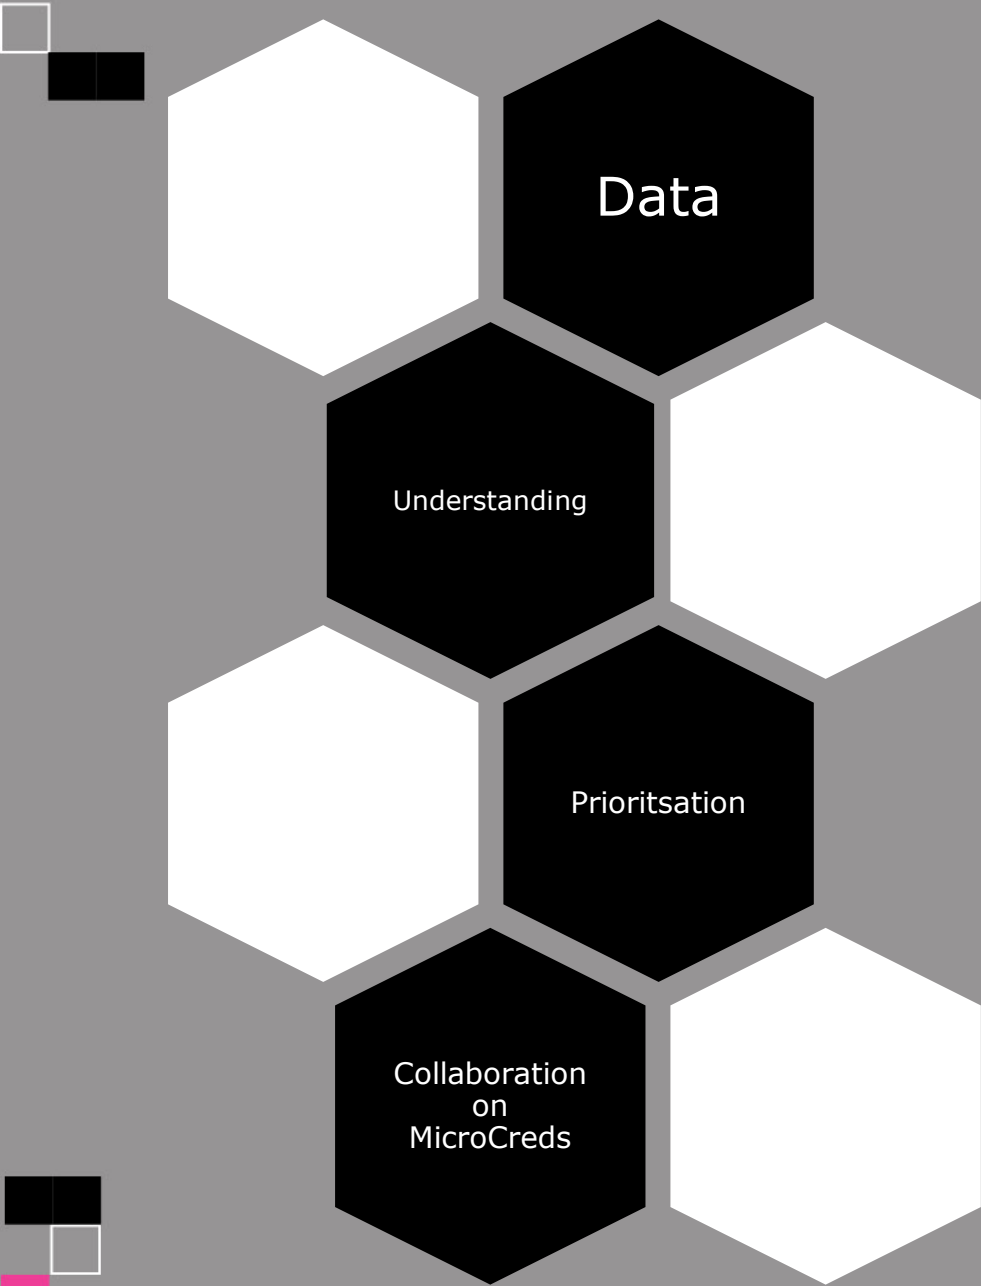 Data
Understanding
Prioritsation
Collaboration
on
MicroCreds